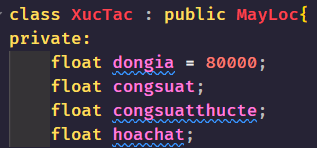 class XucTac : public MayLoc{
private:
    float dongia = 80000;
    float congsuat;
    float congsuatthucte;
    float hoachat;